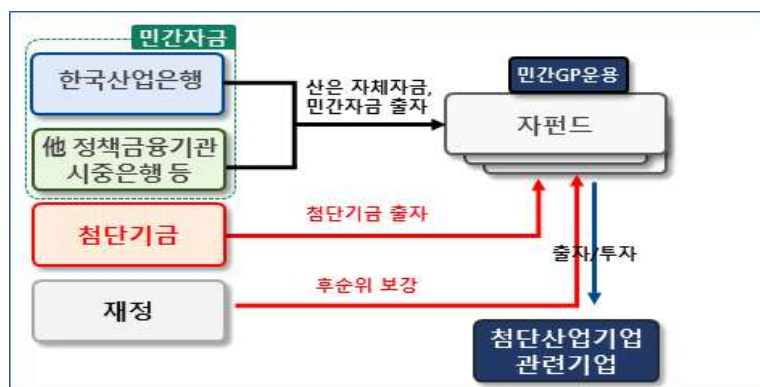 민간자금
한국산업은행
他 정책금융기관
시중은행 등
첨단기금
재정
산은 자체자금,
민간자금 출자
첨단기금 출자
후순위 보강
민간GP운용
자펀드
출자/투자
첨단산업기업
관련기업